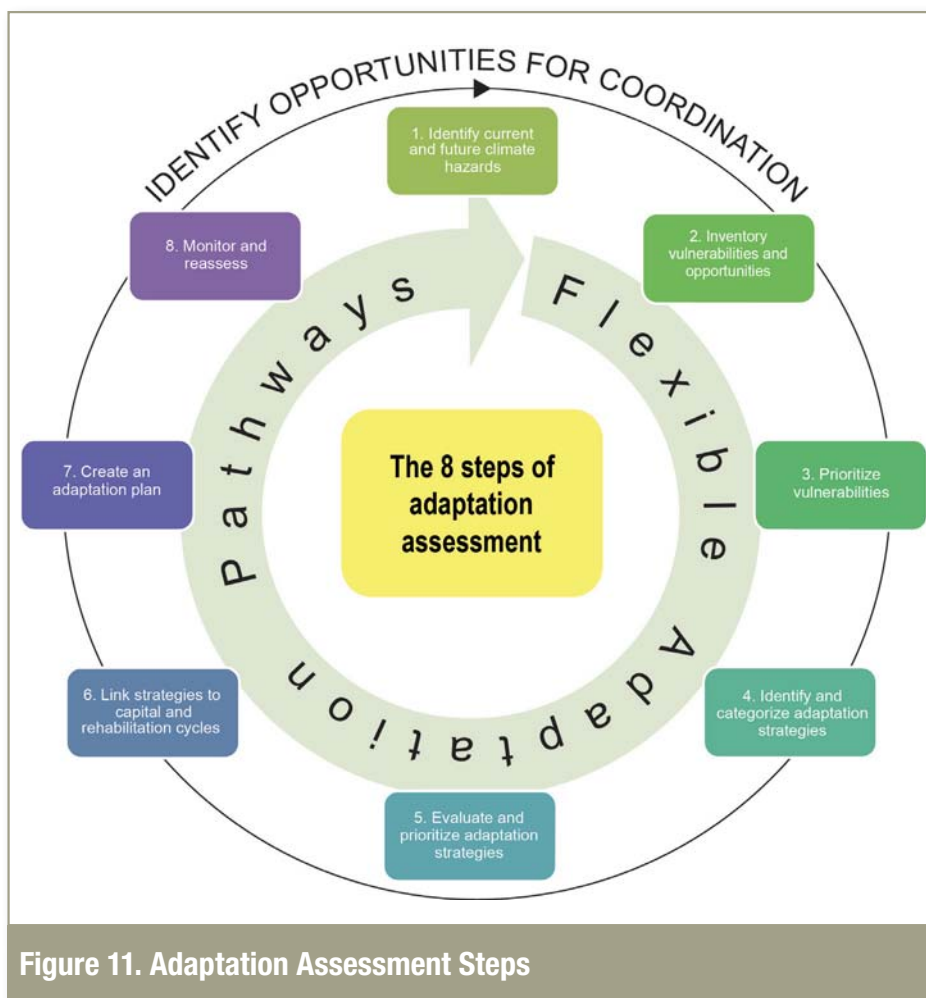 IDENTIFY OPPORTUNITIES FOR COORDINATION
1. Identify current
and future climate
hazards
2. Inventory
vulnerabilities and
opportunities
3. Prioritize
vulnerabilities
4. Identify and
categorize adaptation
strategies
5. Evaluate and
prioritize adaptation
strategies
6. Link strategies to
capital and
rehabilitation cycles
7. Create an
adaptation plan
8. Monitor and
reassess
Flexible Adaptation Pathways
The 8 steps of
adaptation
assessment
Figure 11. Adaptation Assessment Steps